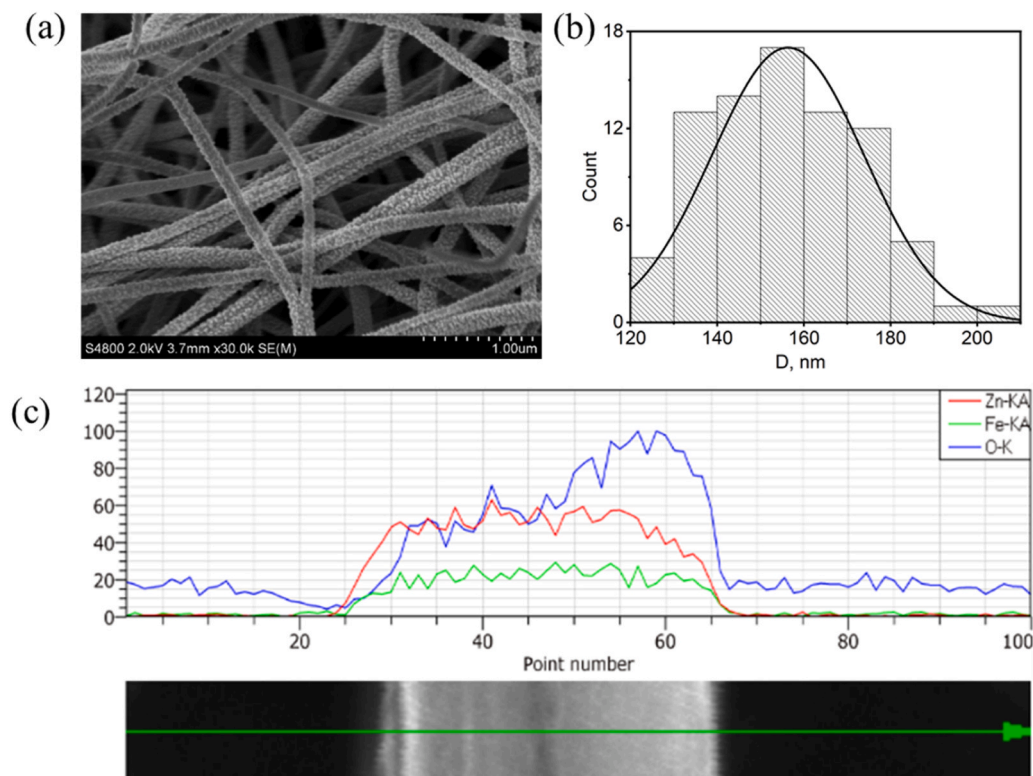 (a)
S4800 2.0kV 3.7mm x30.0k SE(M)
1.00um
(b)
18
12
6
0
Count
120
140
160
180
200
D, nm
(c)
120
100
80
60
40
20
0
Zn-KA
Fe-KA
O-K
20
40
60
80
100
Point number